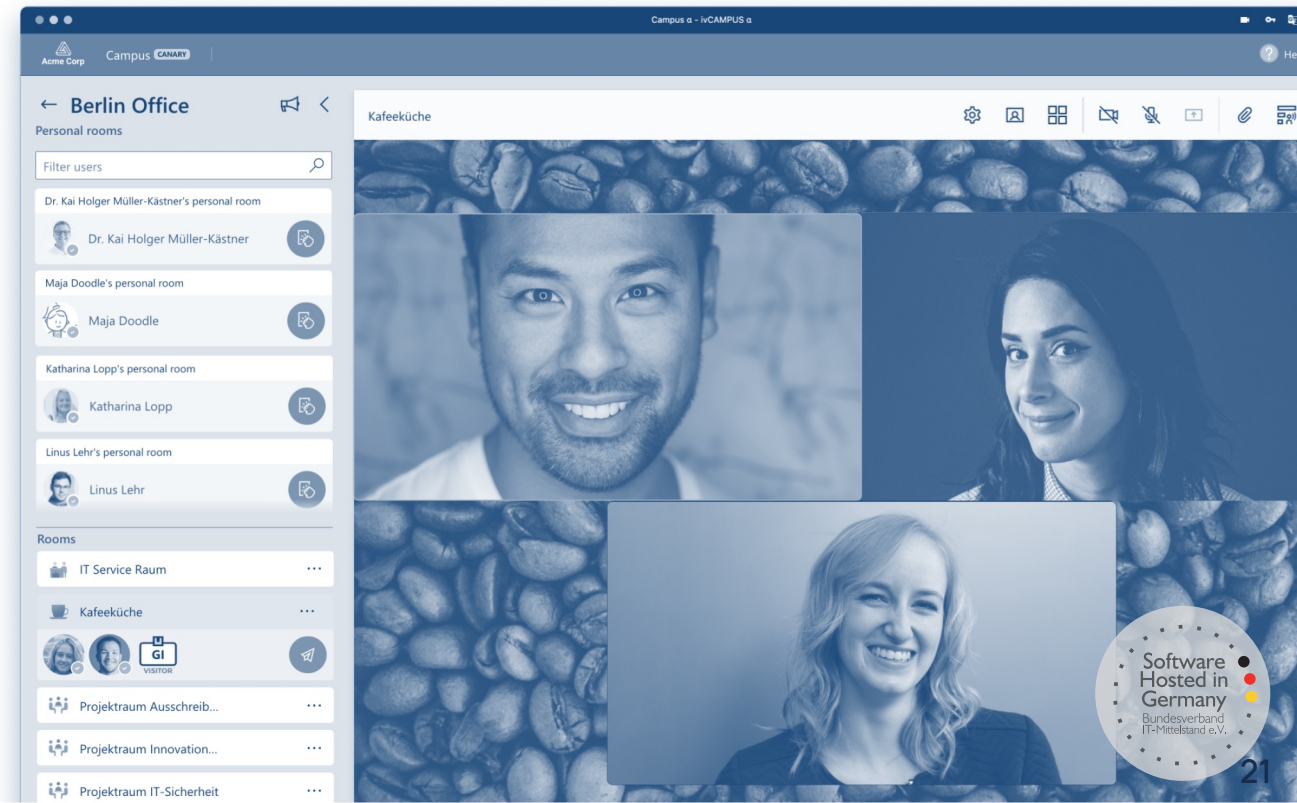 Campus α - ivCAMPUS α
Acme Corp
Campus CANARY
He
Berlin Office
Personal rooms
Filter users
Dr. Kai Holger Müller-Kästner's personal room
Dr. Kai Holger Müller-Kästner
Maja Doodle's personal room
Maja Doodle
Katharina Lopp's personal room
Katharina Lopp
Linus Lehr's personal room
Linus Lehr
Rooms
IT Service Raum
Kafeeküche
GI
VISITOR
Projektraum Ausschreib...
Projektraum Innovation...
Projektraum IT-Sicherheit
Kafeeküche
Software
Hosted in
Germany
Bundesverband
IT-Mittelstand e.V.
21